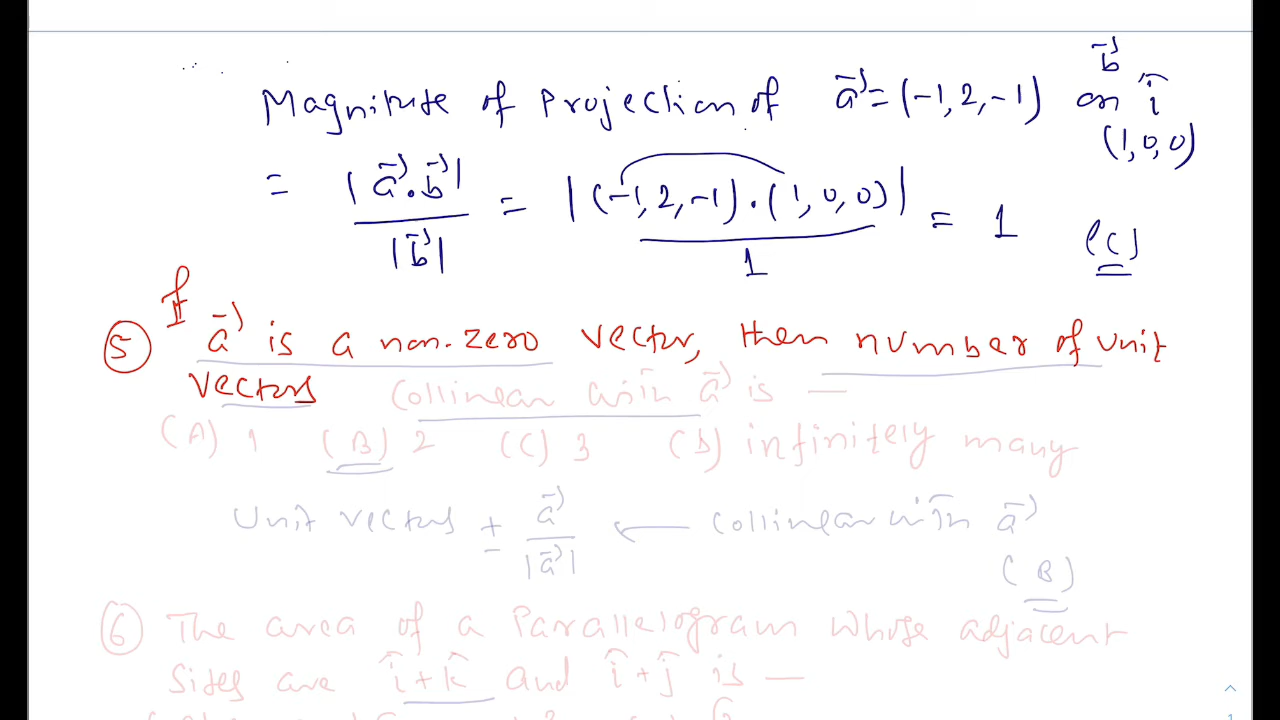 Magnitude of Projection of a⃗ = (-1, 2, -1) on b⃗ î (1, 0, 0)
= |a⃗ . b⃗| / |b⃗| = |(-1, 2, -1) . (1, 0, 0)| / 1 = 1 (C)
⑤ If a⃗ is a non-zero vector, then number of unit
vectors Collinear with a⃗ is —
(A) 1 (B) 2 (C) 3 (D) infinitely many
Unit vectors ± a⃗ / |a⃗| ← Collinear with a⃗
(B)
⑥ The area of a Parallelogram whose adjacent
Sites are î + k̂ and î + ĵ is —